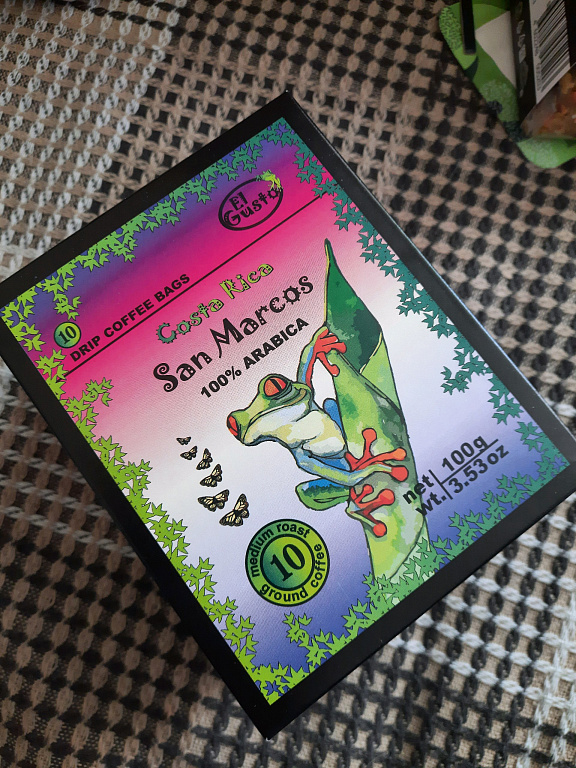 El
Gusto
10 DRIP COFFEE BAGS
Costa Rica
San Marcos
100% ARABICA
net 100g
wt. 3.53oz
medium roast
10
ground coffee